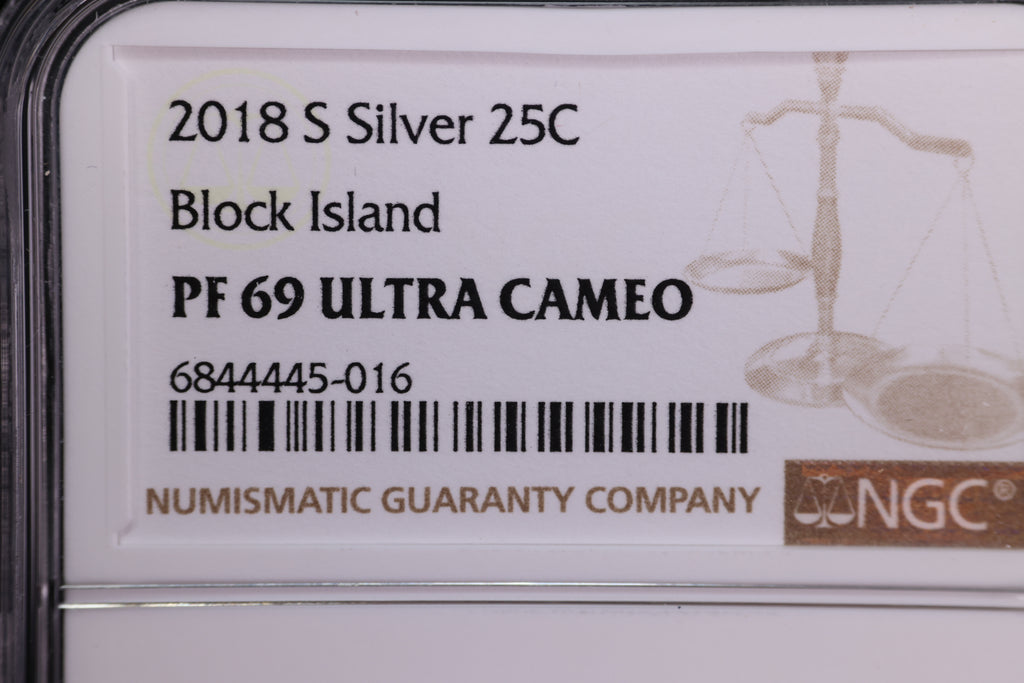 2018 S Silver 25C
Block Island
PF 69 ULTRA CAMEO
6844445-016
NUMISMATIC GUARANTY COMPANY
NGC®